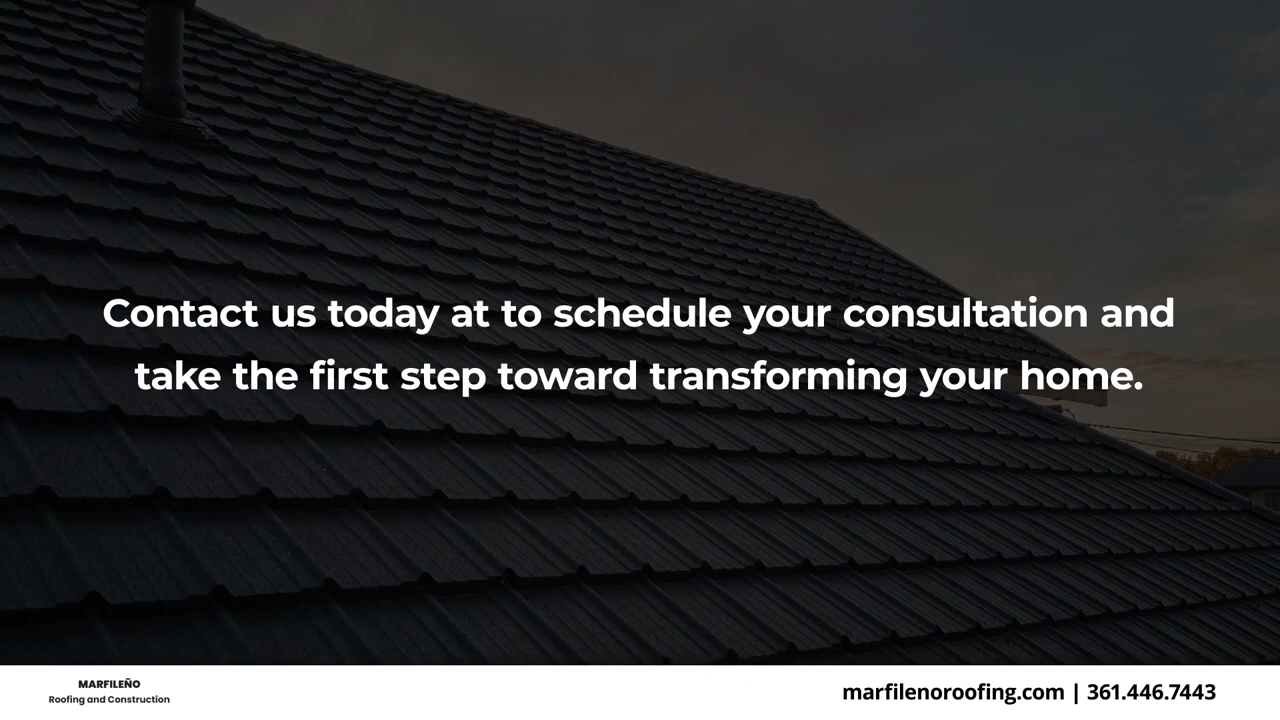 Contact us today at to schedule your consultation and
take the first step toward transforming your home.
MARFILEÑO
Roofing and Construction
marfilenoroofing.com | 361.446.7443